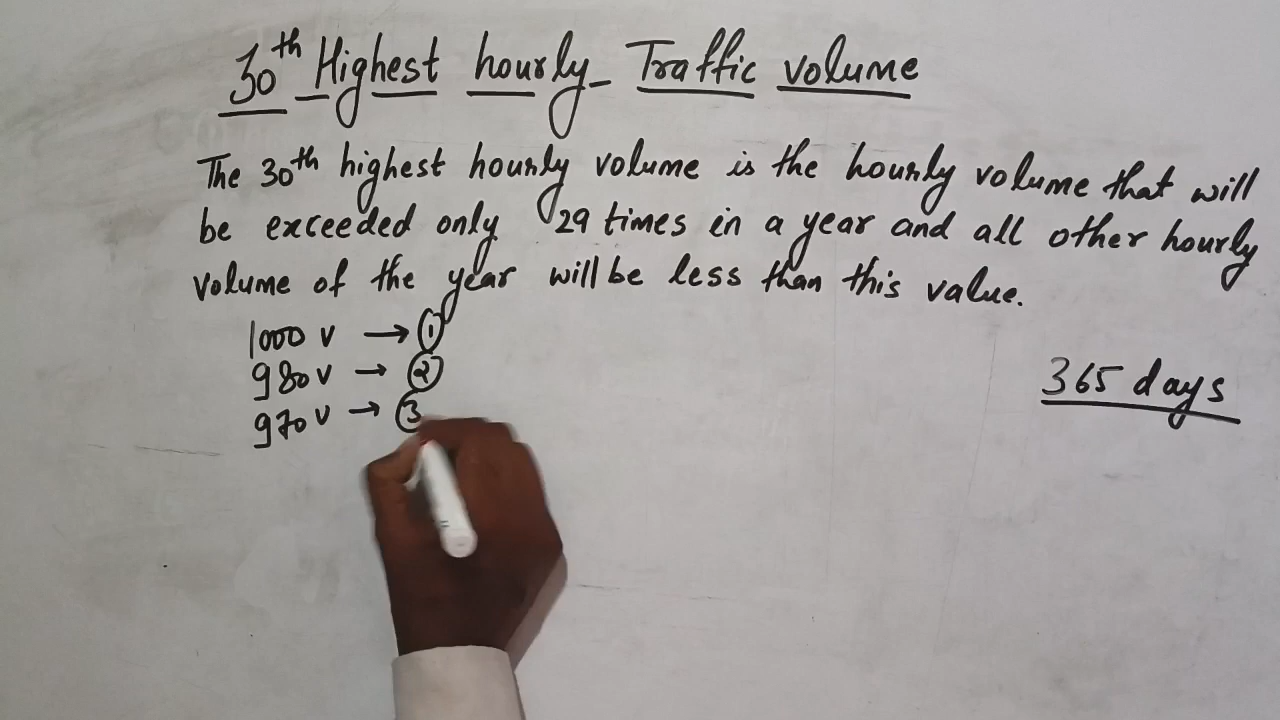 30th Highest hourly Traffic volume
The 30th highest hourly volume is the hourly volume that will
be exceeded only 29 times in a year and all other hourly
volume of the year will be less than this value.
1000 v → 1
980 v → 2
970 v → 3
365 days